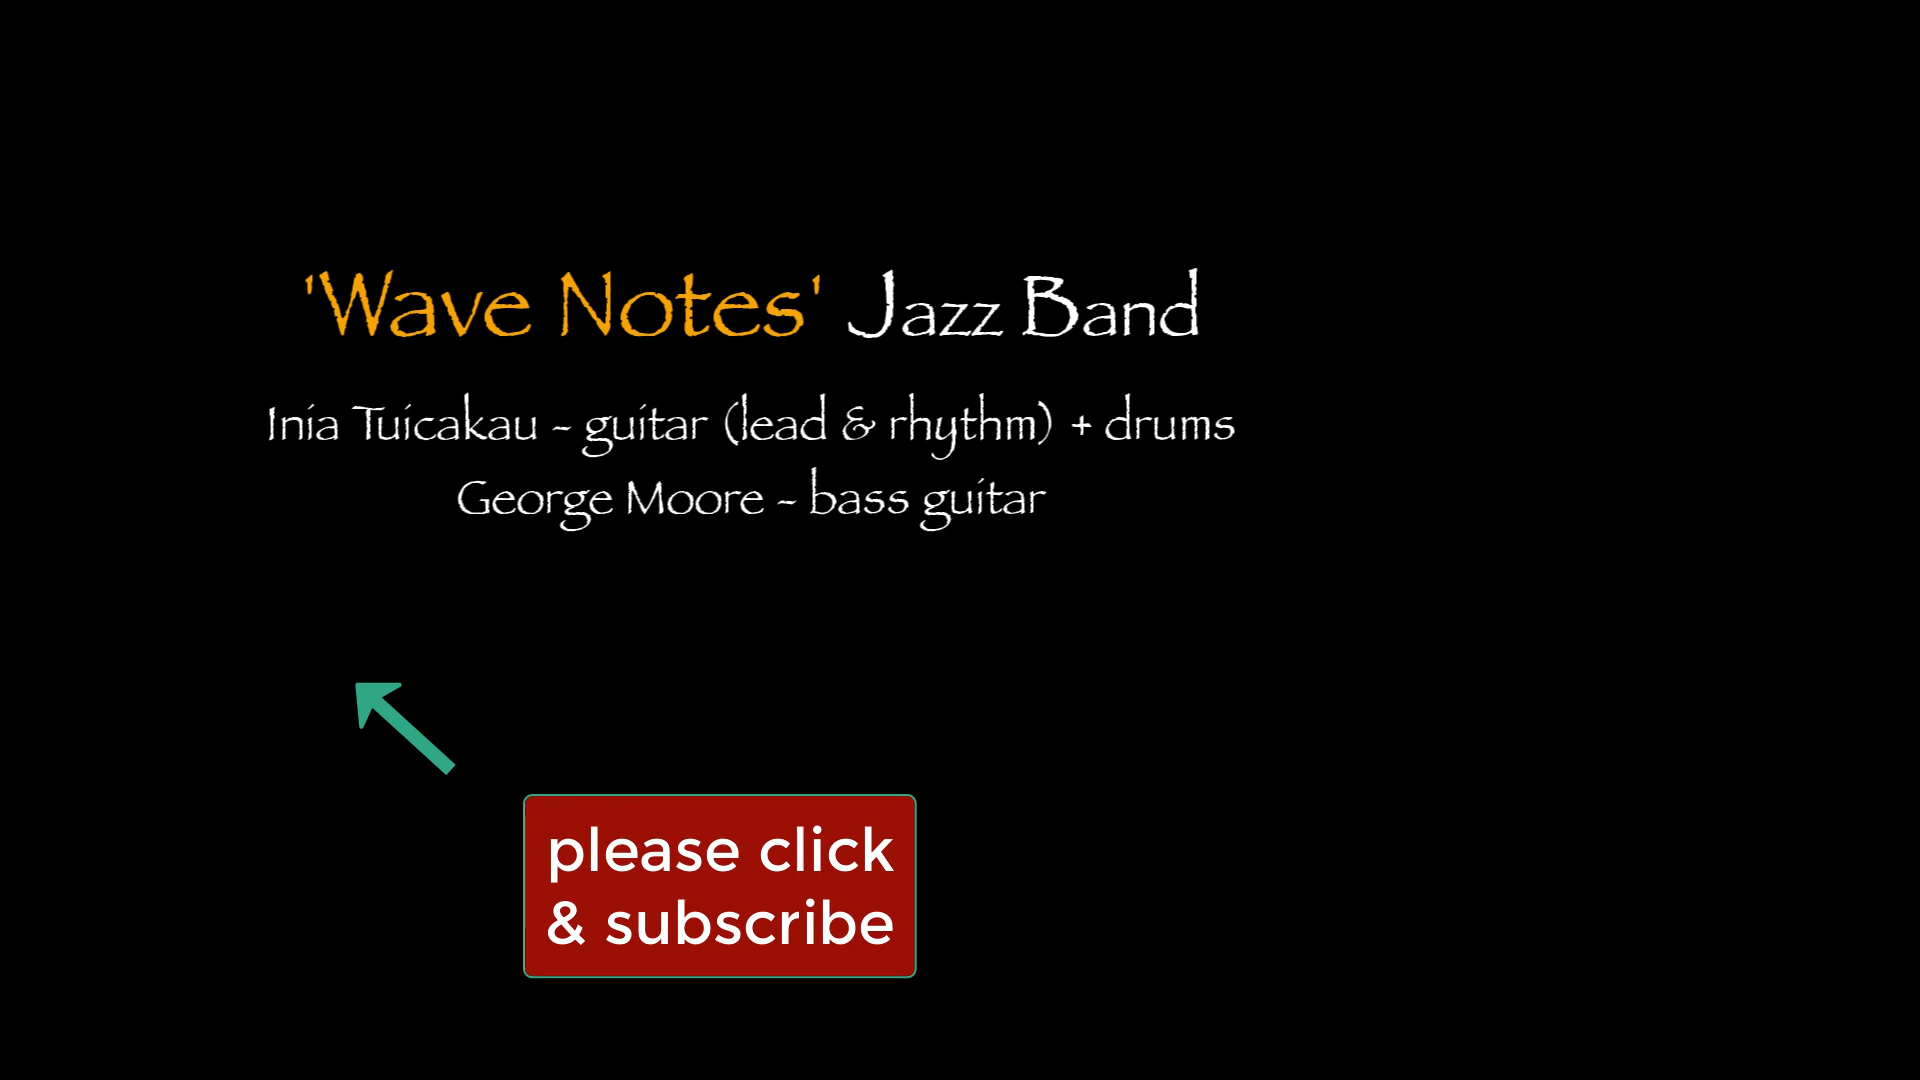 'Wave Notes' Jazz Band
Inia Tuicakau - guitar (lead & rhythm) + drums
George Moore - bass guitar
please click
& subscribe